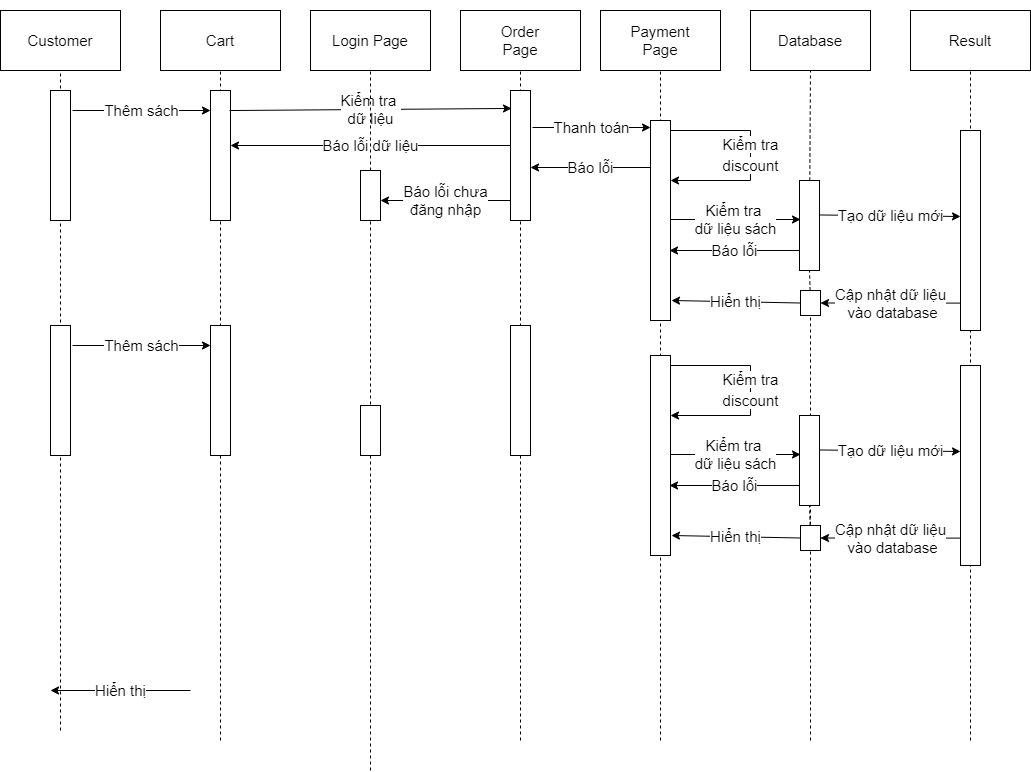 Customer
Cart
Login Page
Order
Page
Payment
Page
Database
Result
Thêm sách
Kiểm tra
dữ liệu
Thanh toán
Báo lỗi dữ liệu
Kiểm tra
discount
Báo lỗi
Báo lỗi chưa
đăng nhập
Kiểm tra
dữ liệu sách
Tạo dữ liệu mới
Báo lỗi
Hiển thị
Cập nhật dữ liệu
vào database
Thêm sách
Kiểm tra
discount
Kiểm tra
dữ liệu sách
Tạo dữ liệu mới
Báo lỗi
Hiển thị
Cập nhật dữ liệu
vào database
Hiển thị